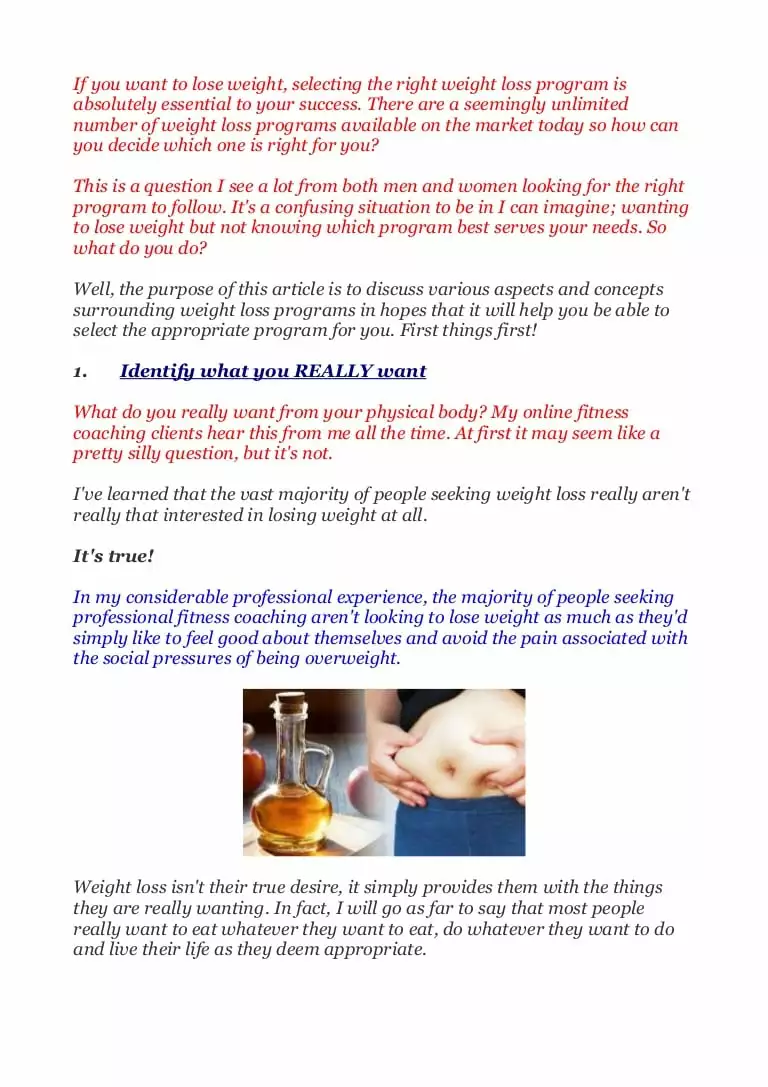 If you want to lose weight, selecting the right weight loss program is
absolutely essential to your success. There are a seemingly unlimited
number of weight loss programs available on the market today so how can
you decide which one is right for you?
This is a question I see a lot from both men and women looking for the right
program to follow. It's a confusing situation to be in I can imagine; wanting
to lose weight but not knowing which program best serves your needs. So
what do you do?
Well, the purpose of this article is to discuss various aspects and concepts
surrounding weight loss programs in hopes that it will help you be able to
select the appropriate program for you. First things first!
1. Identify what you REALLY want
What do you really want from your physical body? My online fitness
coaching clients hear this from me all the time. At first it may seem like a
pretty silly question, but it's not.
I've learned that the vast majority of people seeking weight loss really aren't
really that interested in losing weight at all.
It's true!
In my considerable professional experience, the majority of people seeking
professional fitness coaching aren't looking to lose weight as much as they'd
simply like to feel good about themselves and avoid the pain associated with
the social pressures of being overweight.
Weight loss isn't their true desire, it simply provides them with the things
they are really wanting. In fact, I will go as far to say that most people
really want to eat whatever they want to eat, do whatever they want to do
and live their life as they deem appropriate.